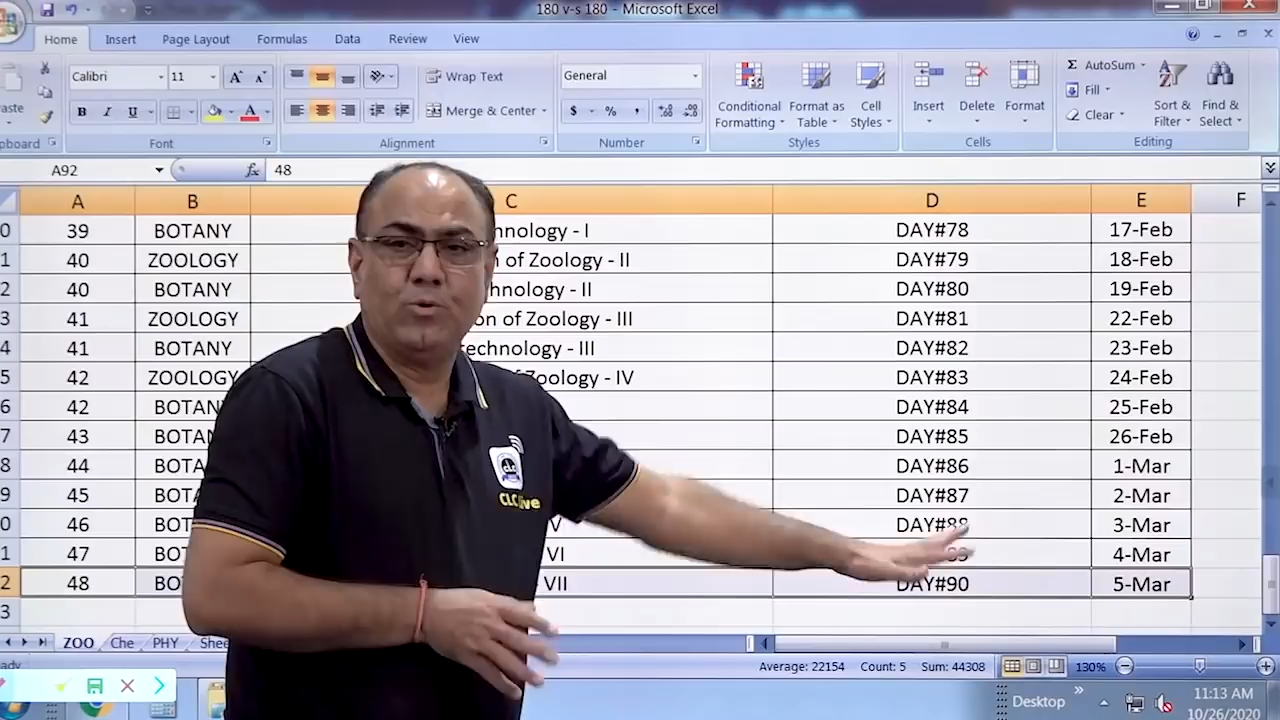 180 v-s 180 - Microsoft Excel
Home Insert Page Layout Formulas Data Review View
Calibri 11 A A Wrap Text General AutoSum
Fill
B I U A Merge & Center $ % , Conditional Formatting Format as Table Cell Styles Insert Delete Format Clear Sort & Filter Find & Select
Font Alignment Number Styles Cells Editing
A92 fx 48
A B C D E F
39 BOTANY - I DAY#78 17-Feb
40 ZOOLOGY of Zoology - II DAY#79 18-Feb
40 BOTANY - II DAY#80 19-Feb
41 ZOOLOGY of Zoology - III DAY#81 22-Feb
41 BOTANY - III DAY#82 23-Feb
42 ZOOLOGY Zoology - IV DAY#83 24-Feb
42 DAY#84 25-Feb
43 DAY#85 26-Feb
44 DAY#86 1-Mar
45 DAY#87 2-Mar
46 DAY#88 3-Mar
47 VI 4-Mar
48 VII DAY#90 5-Mar
CLC live
ZOO Che PHY
Average: 22154 Count: 5 Sum: 44308 130%
Desktop 11:13 AM
10/26/2020